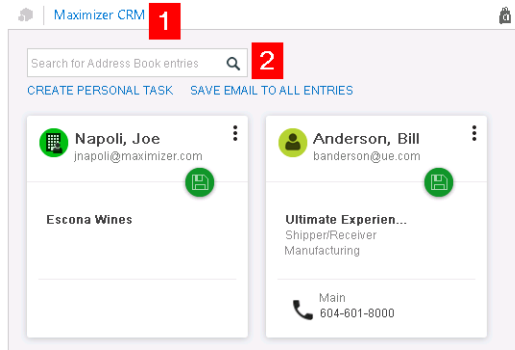 Maximizer CRM 1
Search for Address Book entries 2
CREATE PERSONAL TASK SAVE EMAIL TO ALL ENTRIES
Napoli, Joe
jnapoli@maximizer.com
Escona Wines
Anderson, Bill
banderson@ue.com
Ultimate Experien...
Shipper/Receiver
Manufacturing
Main
604-601-8000